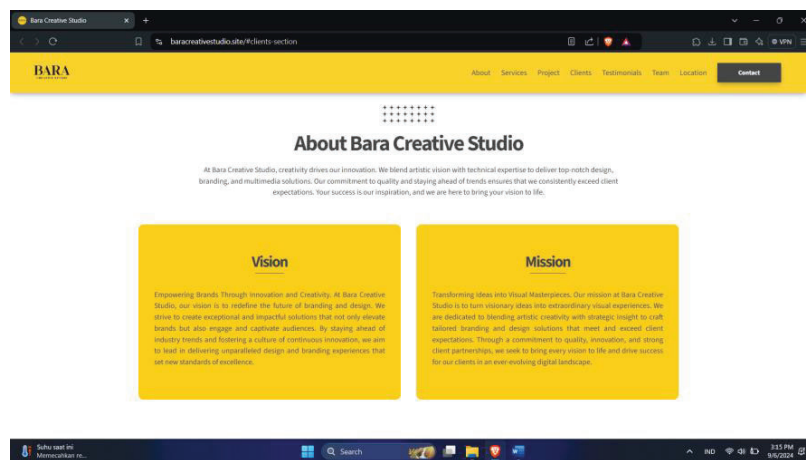 Bara Creative Studio
baracreativestudio.site/#clients-section
VPN
BARA
CREATIVE STUDIO
About Services Project Clients Testimonials Team Location Contact
About Bara Creative Studio
At Bara Creative Studio, creativity drives our innovation. We blend artistic vision with technical expertise to deliver top-notch design,
branding, and multimedia solutions. Our commitment to quality and staying ahead of trends ensures that we consistently exceed client
expectations. Your success is our inspiration, and we are here to bring your vision to life.
Vision
Empowering Brands Through Innovation and Creativity. At Bara Creative
Studio, our vision is to redefine the future of branding and design. We
strive to create exceptional and impactful solutions that not only elevate
brands but also engage and captivate audiences. By staying ahead of
industry trends and fostering a culture of continuous innovation, we aim
to lead in delivering unparalleled design and branding experiences that
set new standards of excellence.
Mission
Transforming Ideas into Visual Masterpieces. Our mission at Bara Creative
Studio is to turn visionary ideas into extraordinary visual experiences. We
are dedicated to blending artistic creativity with strategic insight to craft
tailored branding and design solutions that meet and exceed client
expectations. Through a commitment to quality, innovation, and strong
client partnerships, we seek to bring every vision to life and drive success
for our clients in an ever-evolving digital landscape.
Suhu saat ini
Memecahkan re...
Search
IND
3:15 PM
9/6/2024